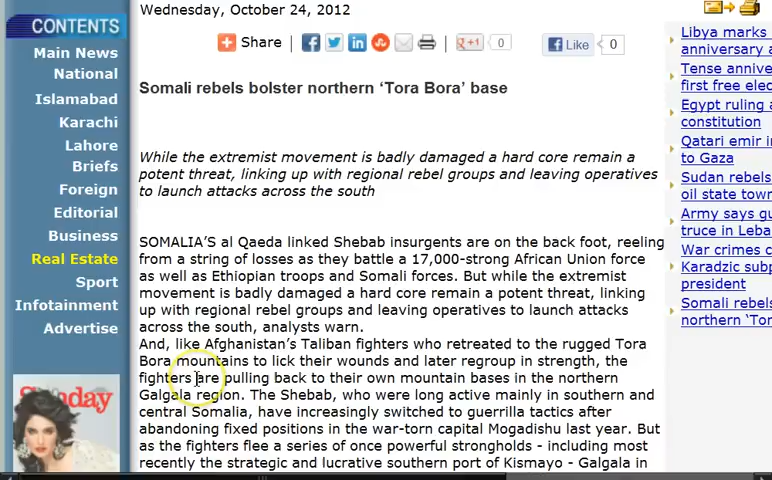 Wednesday, October 24, 2012
CONTENTS
Main News
National
Islamabad
Karachi
Lahore
Briefs
Foreign
Editorial
Business
Real Estate
Sport
Infotainment
Advertise
Sunday
Share
g+1
0
Like
0
Somali rebels bolster northern ‘Tora Bora’ base
While the extremist movement is badly damaged a hard core remain a
potent threat, linking up with regional rebel groups and leaving operatives
to launch attacks across the south
SOMALIA’S al Qaeda linked Shebab insurgents are on the back foot, reeling
from a string of losses as they battle a 17,000-strong African Union force
as well as Ethiopian troops and Somali forces. But while the extremist
movement is badly damaged a hard core remain a potent threat, linking
up with regional rebel groups and leaving operatives to launch attacks
across the south, analysts warn.
And, like Afghanistan’s Taliban fighters who retreated to the rugged Tora
Bora mountains to lick their wounds and later regroup in strength, the
fighters are pulling back to their own mountain bases in the northern
Galgala region. The Shebab, who were long active mainly in southern and
central Somalia, have increasingly switched to guerrilla tactics after
abandoning fixed positions in the war-torn capital Mogadishu last year. But
as the fighters flee a series of once powerful strongholds - including most
recently the strategic and lucrative southern port of Kismayo - Galgala in
Libya marks
anniversary a
Tense annive
first free elec
Egypt ruling a
constitution
Qatari emir in
to Gaza
Sudan rebels
oil state town
Army says gu
truce in Leba
War crimes c
Karadzic subp
president
Somali rebels
northern ‘Tor